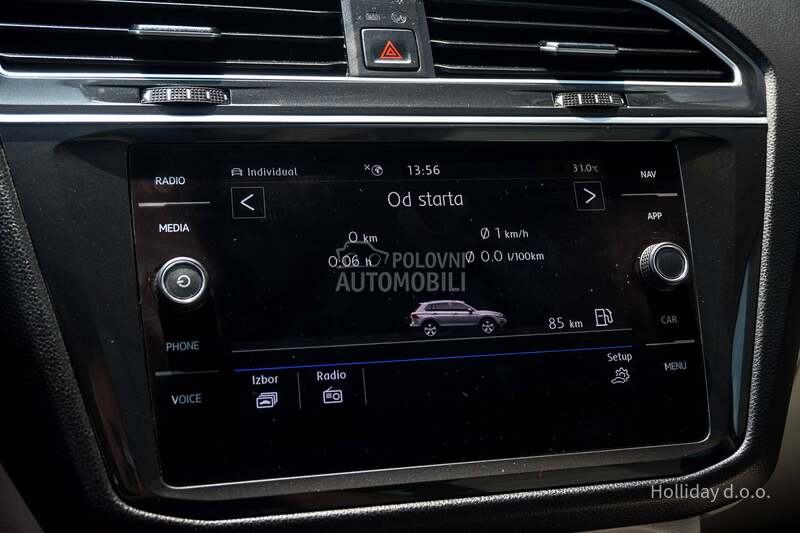 RADIO
MEDIA
PHONE
VOICE
Individual
13:56
31.0°C
Od starta
0 km
0:06 h
Ø 1 km/h
Ø 0.0 l/100km
85 km
Izbor
Radio
Setup
NAV
APP
CAR
MENU
POLOVNI
AUTOMOBILI
Holliday d.o.o.